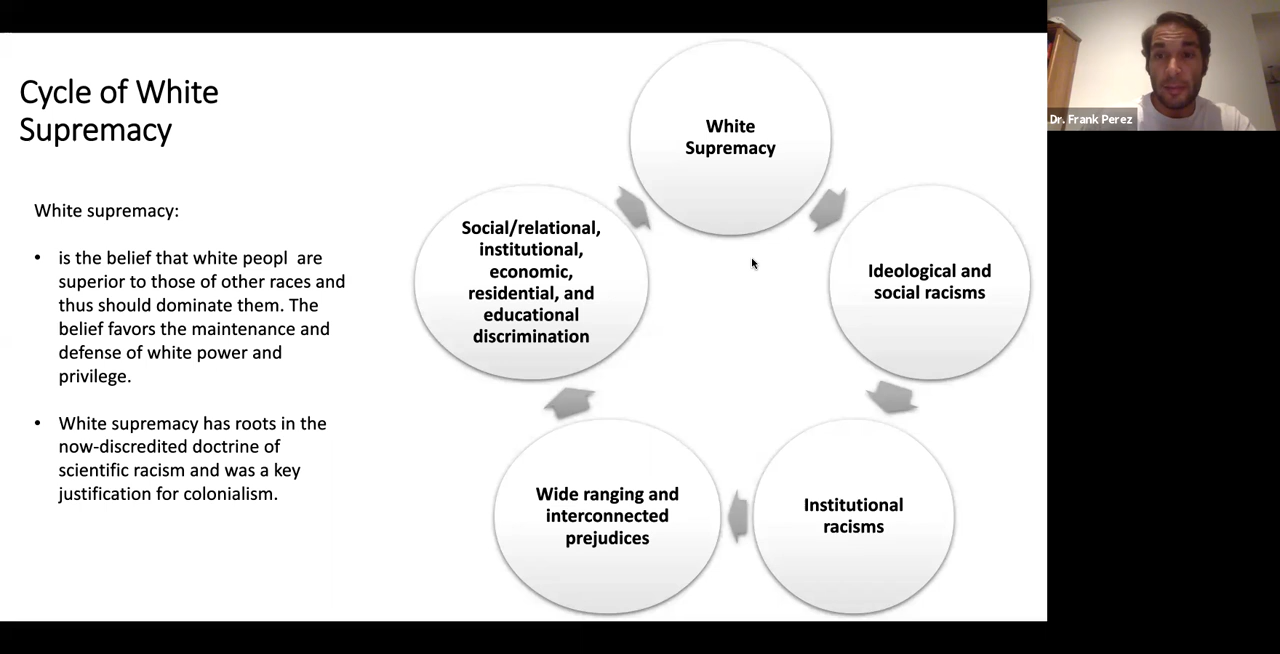 Cycle of White
Supremacy
White supremacy:
• is the belief that white peopl  are
superior to those of other races and
thus should dominate them. The
belief favors the maintenance and
defense of white power and
privilege.
• White supremacy has roots in the
now-discredited doctrine of
scientific racism and was a key
justification for colonialism.
White
Supremacy
Ideological and
social racisms
Institutional
racisms
Wide ranging and
interconnected
prejudices
Social/relational,
institutional,
economic,
residential, and
educational
discrimination
Dr. Frank Perez